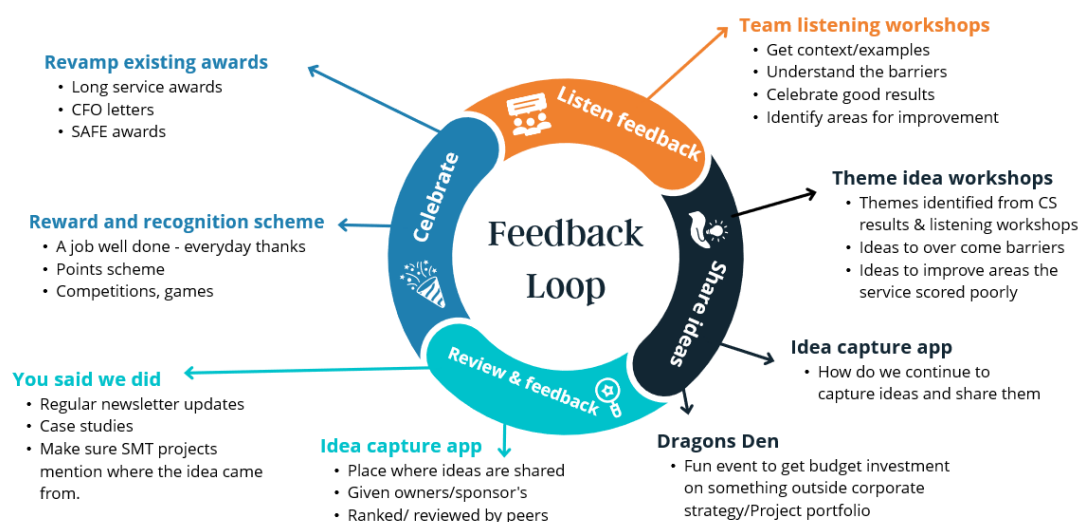 Feedback
Loop
Listen feedback
Share ideas
Review & feedback
Celebrate
Team listening workshops
• Get context/examples
• Understand the barriers
• Celebrate good results
• Identify areas for improvement
Theme idea workshops
• Themes identified from CS
results & listening workshops
• Ideas to over come barriers
• Ideas to improve areas the
service scored poorly
Idea capture app
• How do we continue to
capture ideas and share them
Dragons Den
• Fun event to get budget investment
on something outside corporate
strategy/Project portfolio
Idea capture app
• Place where ideas are shared
• Given owners/sponsor's
• Ranked/ reviewed by peers
You said we did
• Regular newsletter updates
• Case studies
• Make sure SMT projects
mention where the idea came
from.
Reward and recognition scheme
• A job well done - everyday thanks
• Points scheme
• Competitions, games
Revamp existing awards
• Long service awards
• CFO letters
• SAFE awards